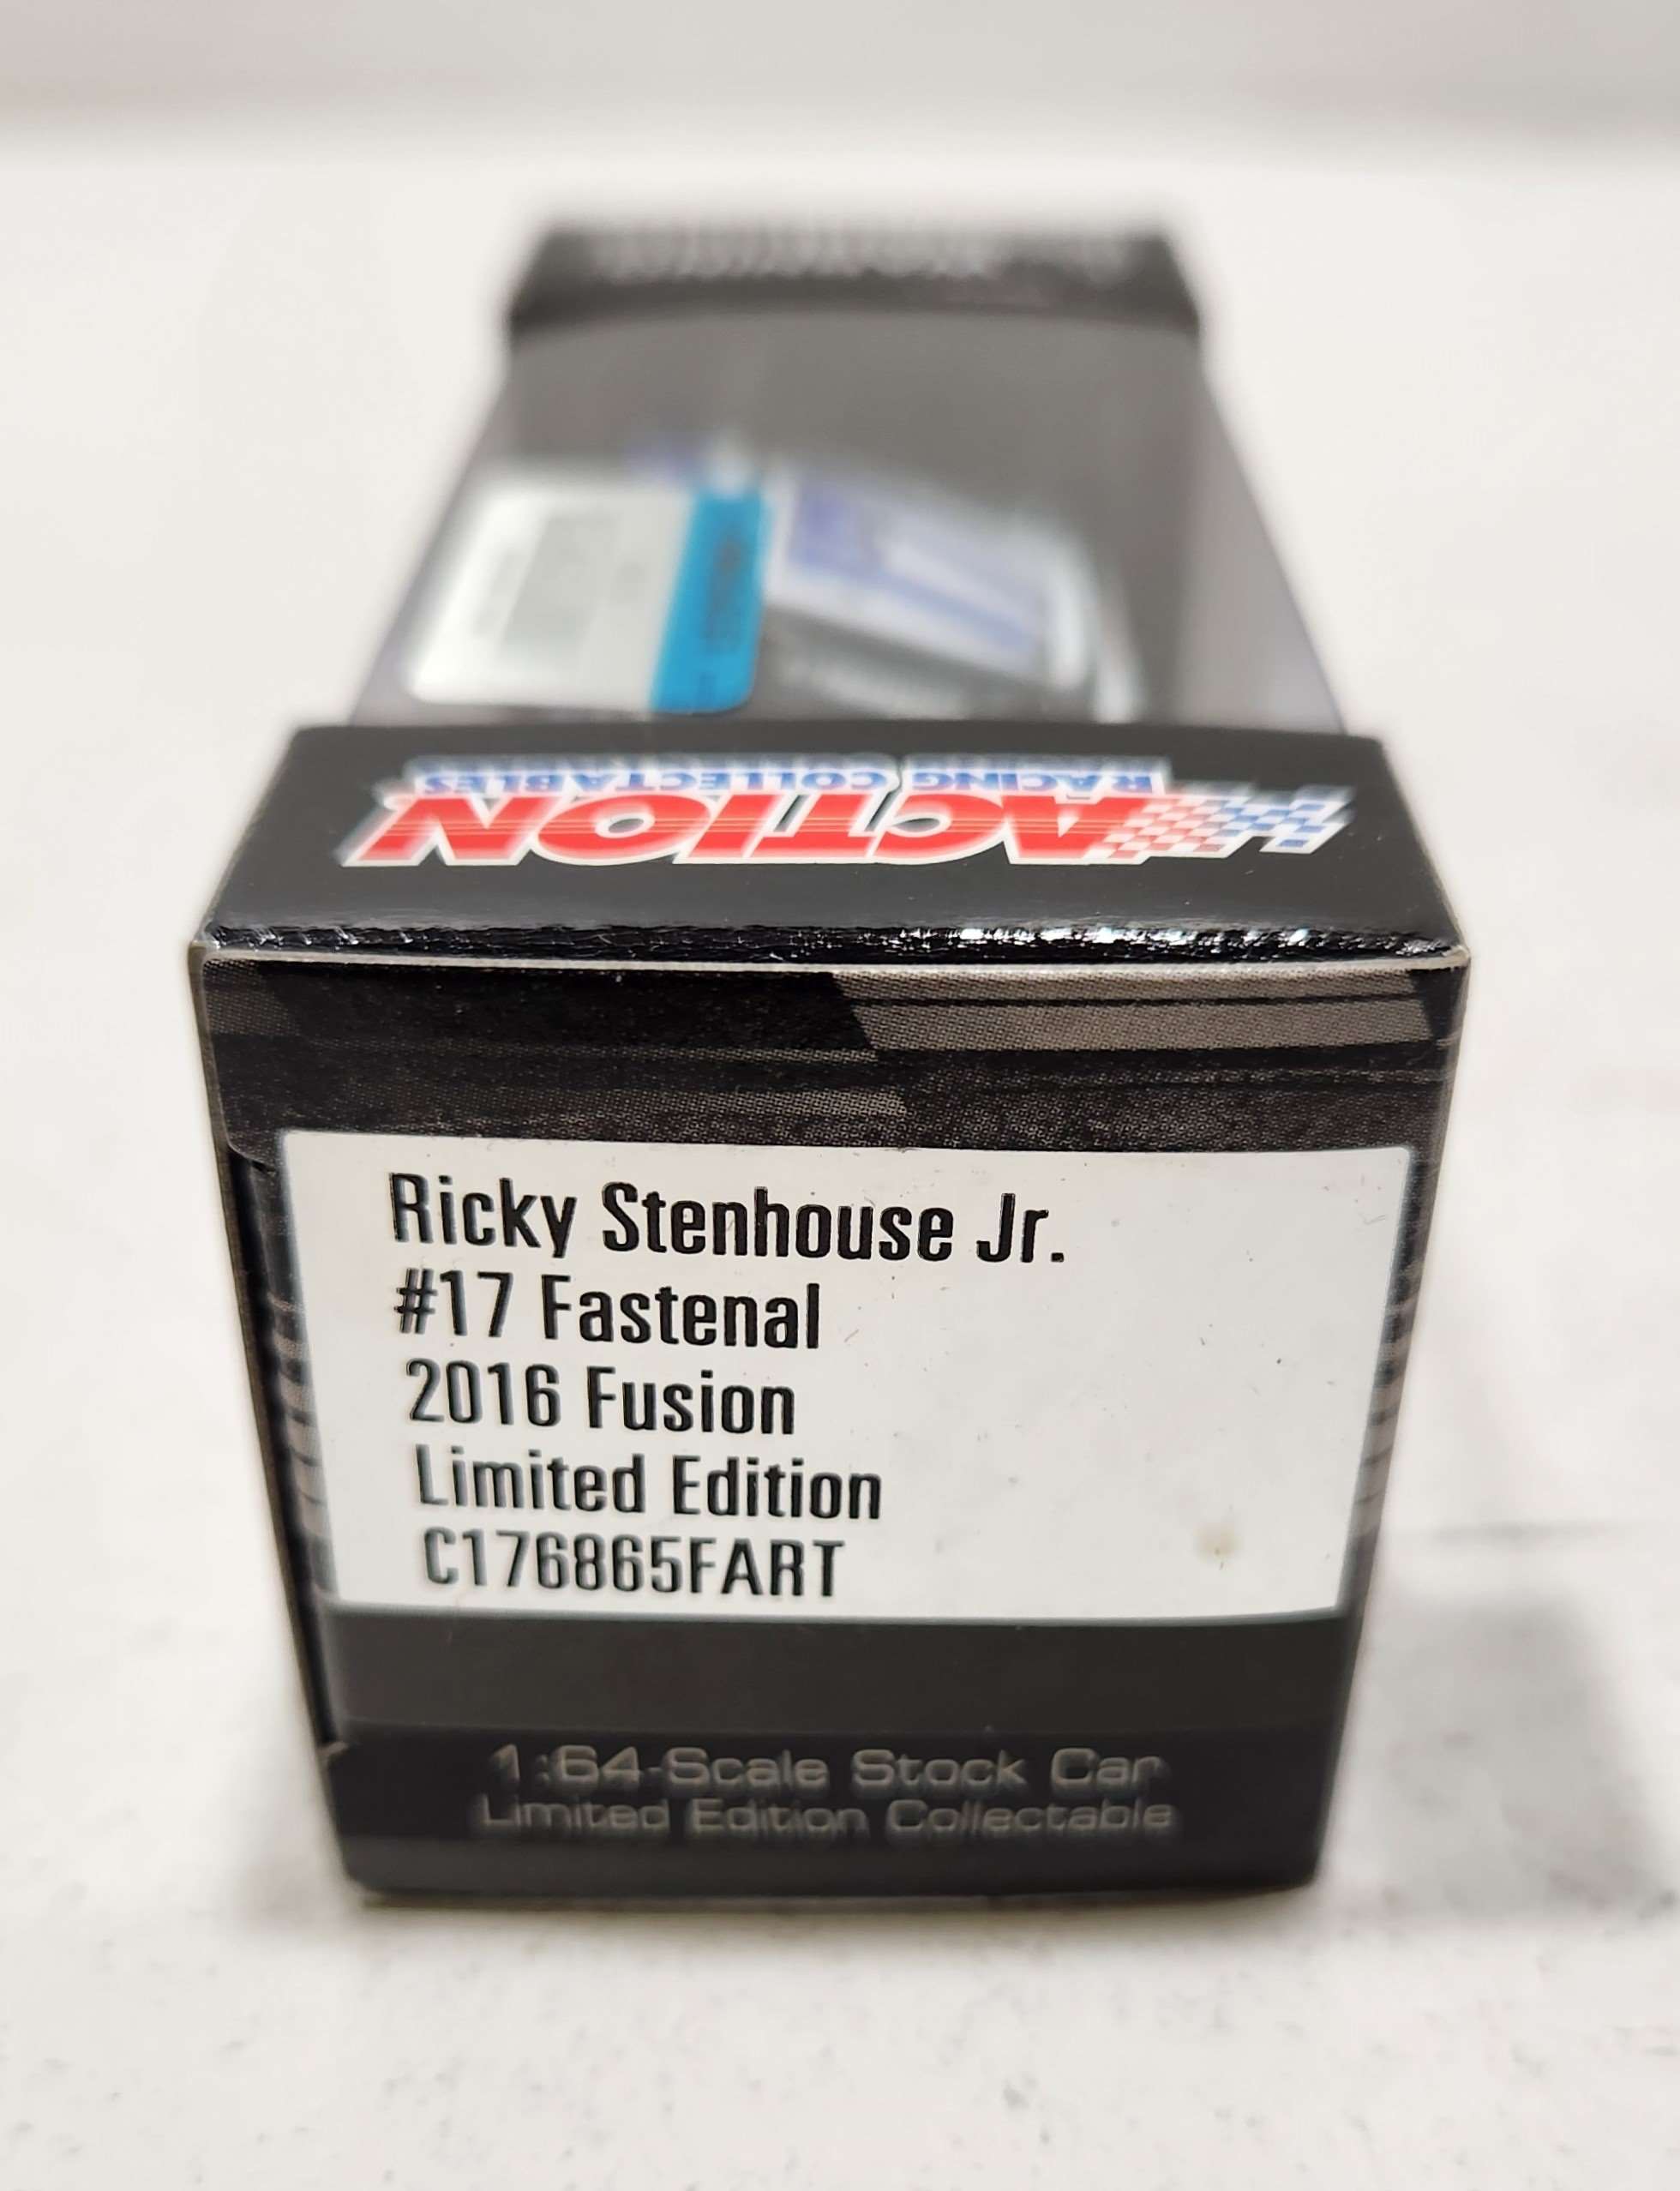 ACTION
RACING COLLECTABLES
Ricky Stenhouse Jr.
#17 Fastenal
2016 Fusion
Limited Edition
C176865FART
1:64-Scale Stock Car
Limited Edition Collectable